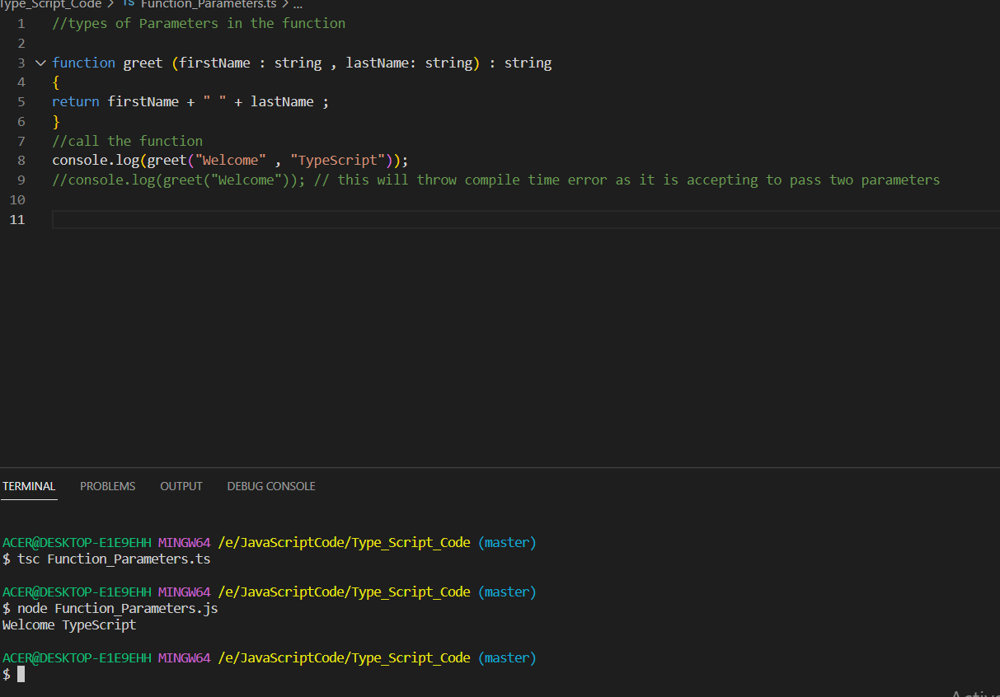 Type_Script_Code > TS Function_Parameters.ts > ...
1 //types of Parameters in the function
2
3 function greet (firstName : string , lastName: string) : string
4 {
5 return firstName + " " + lastName ;
6 }
7 //call the function
8 console.log(greet("Welcome" , "TypeScript"));
9 //console.log(greet("Welcome")); // this will throw compile time error as it is accepting to pass two parameters
10
11
TERMINAL PROBLEMS OUTPUT DEBUG CONSOLE
ACER@DESKTOP-E1E9EHH MINGW64 /e/JavaScriptCode/Type_Script_Code (master)
$ tsc Function_Parameters.ts
ACER@DESKTOP-E1E9EHH MINGW64 /e/JavaScriptCode/Type_Script_Code (master)
$ node Function_Parameters.js
Welcome TypeScript
ACER@DESKTOP-E1E9EHH MINGW64 /e/JavaScriptCode/Type_Script_Code (master)
$